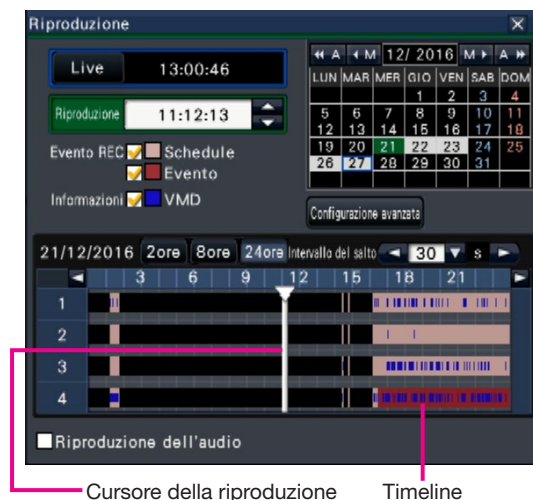 Riproduzione
Live 13:00:46
Riproduzione 11:12:13
Evento REC Schedule
Evento
Informazioni VMD
A M 12/ 2016 M A
LUN MAR MER GIO VEN SAB DOM
1 2 3 4
5 6 7 8 9 10 11
12 13 14 15 16 17 18
19 20 21 22 23 24 25
26 27 28 29 30 31
Configurazione avanzata
21/12/2016 2ore 8ore 24ore Intervallo del salto 30 s
3 6 9 12 15 18 21
1
2
3
4
Riproduzione dell'audio
Cursore della riproduzione Timeline